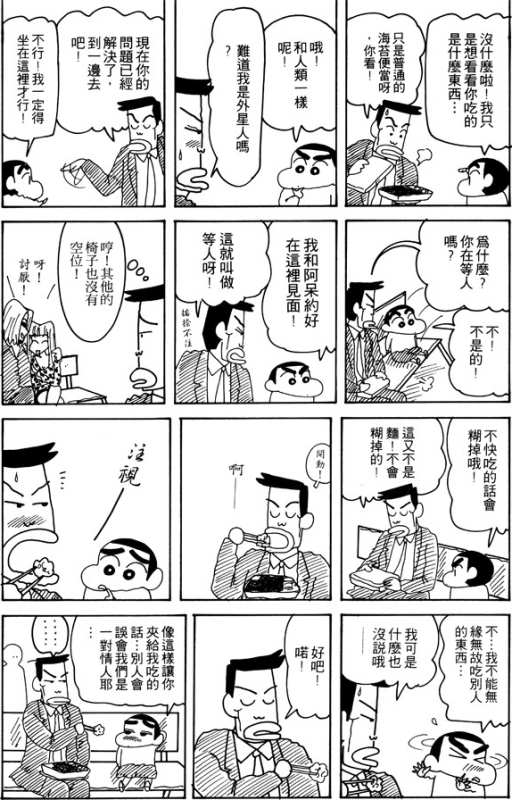 沒什麼啦！我只
是想看看你吃的
是什麼東西…
只是普通的
海苔便當呀
，你看！
哦！
和人類一樣
呢！
難道我是外星人嗎
？
現在你的
問題已經
解決了，
到一邊去
吧！
不行！我一定得
坐在這裡才行！
爲什麼？
你在等人
嗎？
不！
不是的！
我和阿呆約好
在這裡見面！
這就叫做
等人呀！
哼！其他的
椅子也沒有
空位！
呀！
討厭！
不快吃的話會
糊掉哦！
這又不是
麵！不會
糊掉的！
開動！
啊
注視
不…我不能無
緣無故吃別人
的東西…
我可是
什麼也
沒說哦
好吧！
喏！
像這樣讓你
夾給我吃的
話…別人會
誤會我們是
一對情人耶
…
……